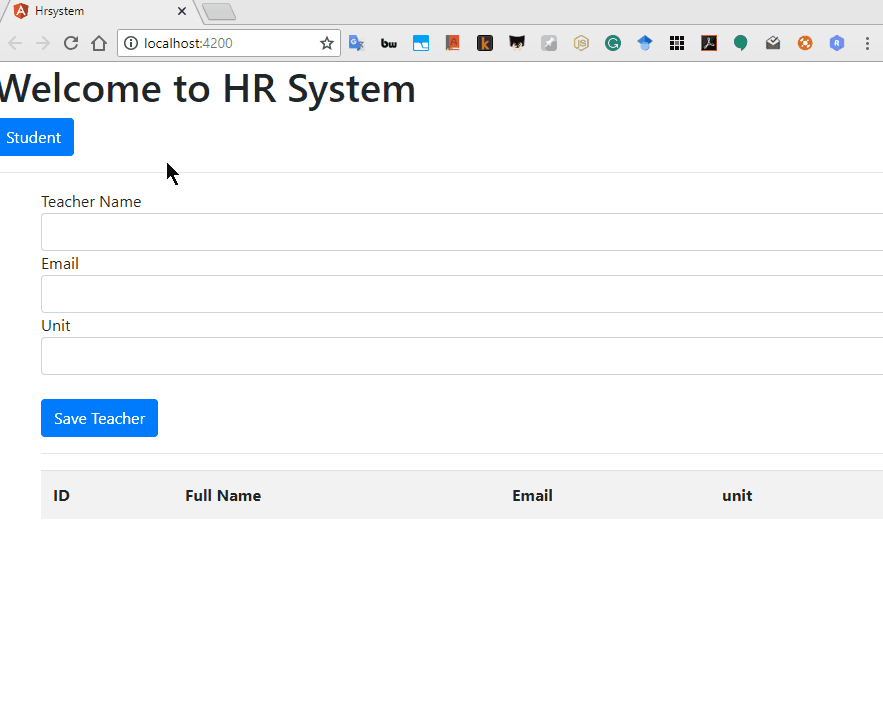 Hrsystem
localhost:4200
bw
Welcome to HR System
Student
Teacher Name
Email
Unit
Save Teacher
ID Full Name Email unit